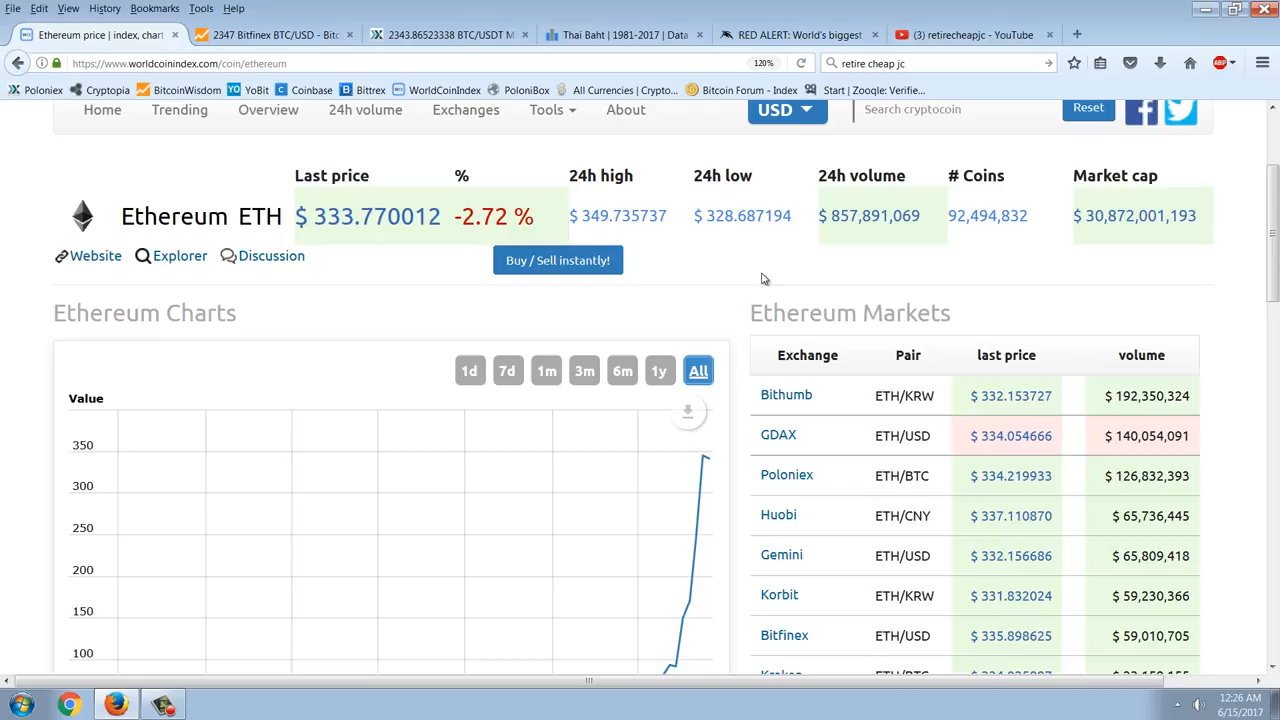 File Edit View History Bookmarks Tools Help
Ethereum price | index, chart × 2347 Bitfinex BTC/USD - Bitc × 2343.86523338 BTC/USDT M × Thai Baht | 1981-2017 | Data × RED ALERT: World's biggest × (3) retirecheapjc - YouTube × +
https://www.worldcoinindex.com/coin/ethereum 120% retire cheap jc ABP
Poloniex Cryptopia BitcoinWisdom YO YoBit Coinbase B Bittrex WorldCoinIndex PoloniBox All Currencies | Crypto... Bitcoin Forum - Index Start | Zooqle: Verifie...
Home Trending Overview 24h volume Exchanges Tools About USD Search cryptocoin Reset
Last price % 24h high 24h low 24h volume # Coins Market cap
Ethereum ETH $ 333.770012 -2.72 % $ 349.735737 $ 328.687194 $ 857,891,069 92,494,832 $ 30,872,001,193
Website Explorer Discussion Buy / Sell instantly!
Ethereum Charts
1d 7d 1m 3m 6m 1y All
Value
350
300
250
200
150
100
Ethereum Markets
Exchange Pair last price volume
Bithumb ETH/KRW $ 332.153727 $ 192,350,324
GDAX ETH/USD $ 334.054666 $ 140,054,091
Poloniex ETH/BTC $ 334.219933 $ 126,832,393
Huobi ETH/CNY $ 337.110870 $ 65,736,445
Gemini ETH/USD $ 332.156686 $ 65,809,418
Korbit ETH/KRW $ 331.832024 $ 59,230,366
Bitfinex ETH/USD $ 335.898625 $ 59,010,705
12:26 AM
6/15/2017